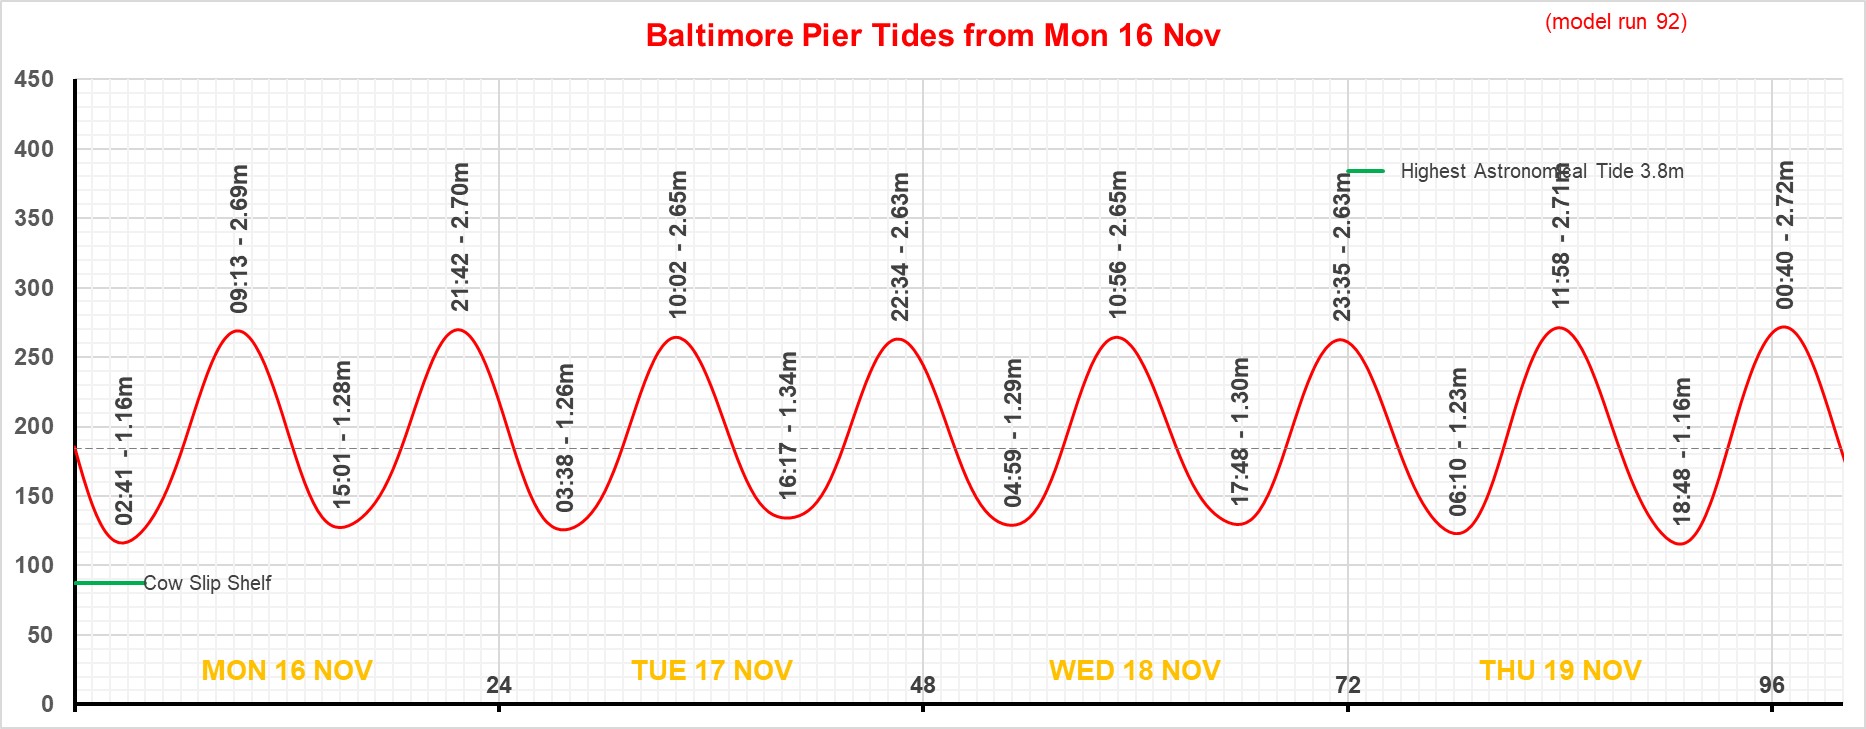 Baltimore Pier Tides from Mon 16 Nov
(model run 92)
450
400
350
300
250
200
150
100
50
0
02:41 - 1.16m
09:13 - 2.69m
15:01 - 1.28m
21:42 - 2.70m
03:38 - 1.26m
10:02 - 2.65m
16:17 - 1.34m
22:34 - 2.63m
04:59 - 1.29m
10:56 - 2.65m
17:48 - 1.30m
23:35 - 2.63m
06:10 - 1.23m
11:58 - 2.71m
18:48 - 1.16m
00:40 - 2.72m
Highest Astronomical Tide 3.8m
Cow Slip Shelf
MON 16 NOV
TUE 17 NOV
WED 18 NOV
THU 19 NOV
24
48
72
96